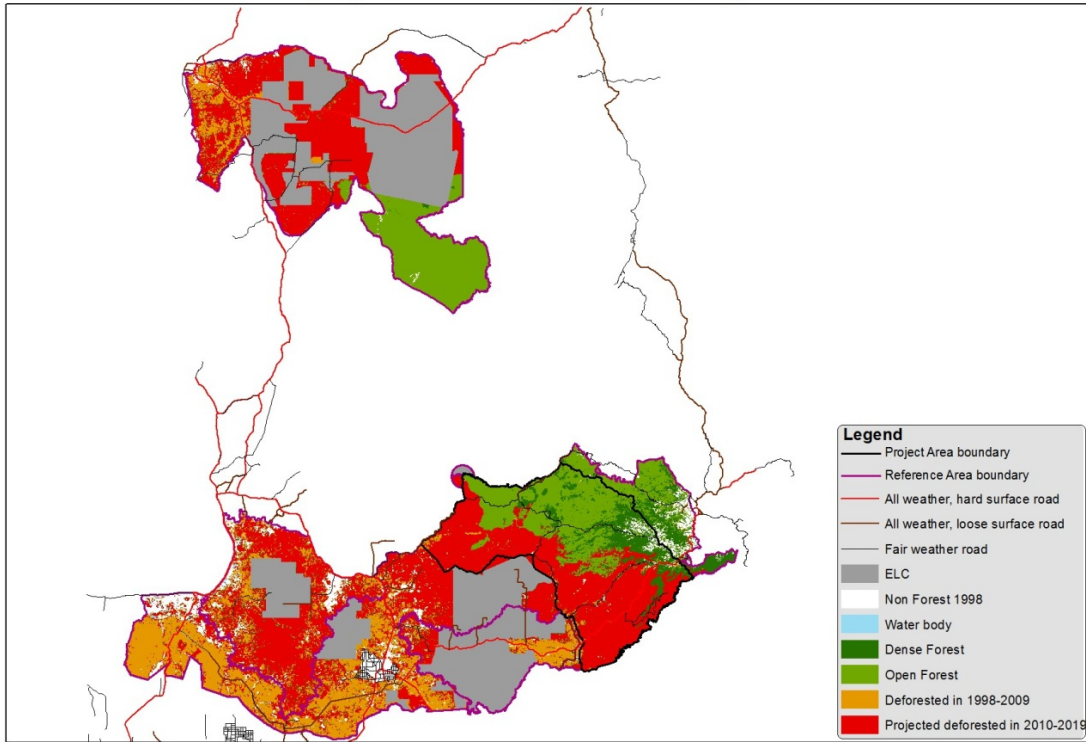 Legend
Project Area boundary
Reference Area boundary
All weather, hard surface road
All weather, loose surface road
Fair weather road
ELC
Non Forest 1998
Water body
Dense Forest
Open Forest
Deforested in 1998-2009
Projected deforested in 2010-2019